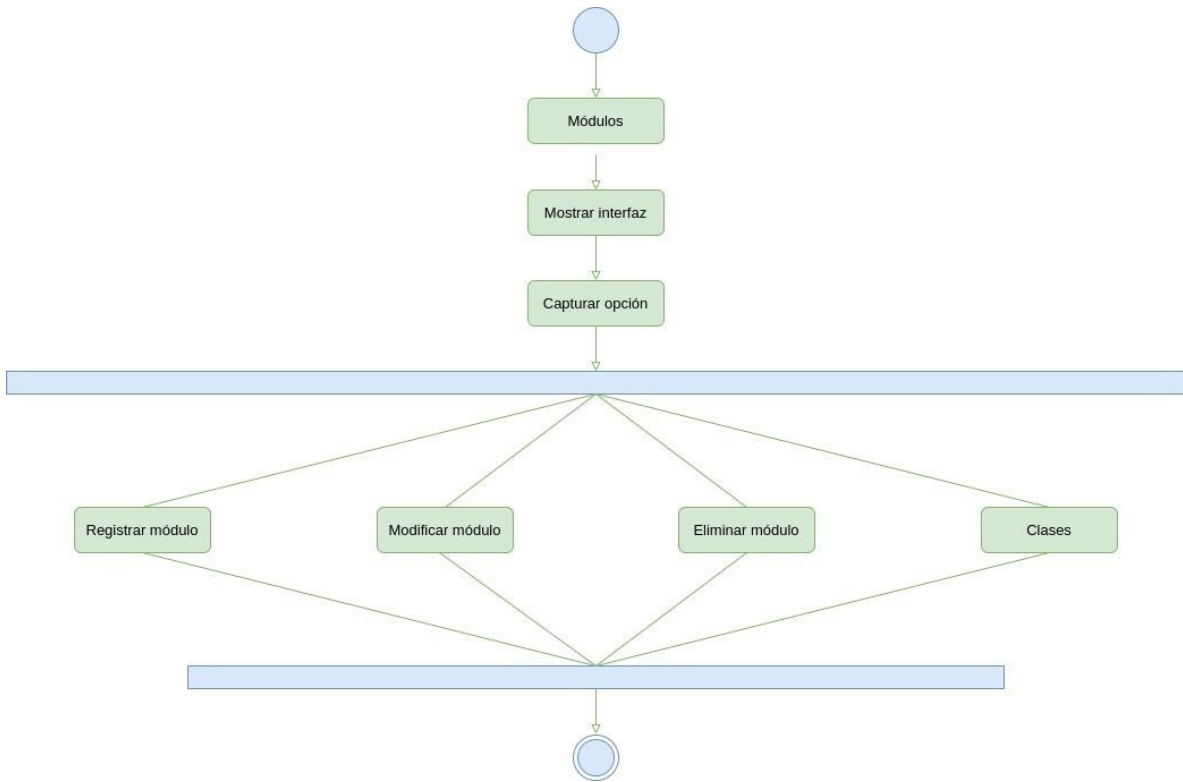 Módulos
Mostrar interfaz
Capturar opción
Registrar módulo
Modificar módulo
Eliminar módulo
Clases